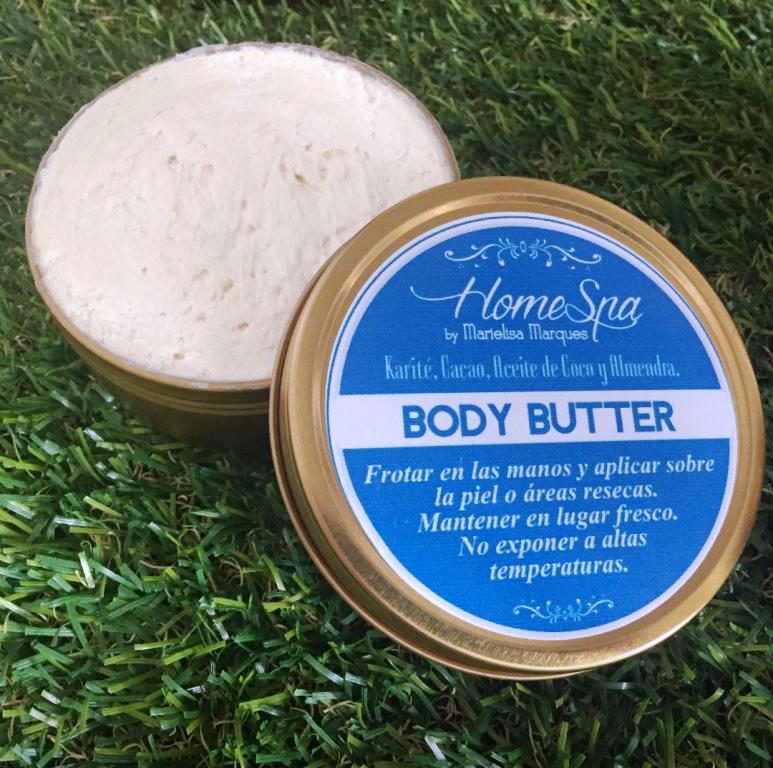 HomeSpa
by Marielisa Marques
Karité, Cacao, Aceite de Coco y Almendra.
BODY BUTTER
Frotar en las manos y aplicar sobre
la piel o áreas resecas.
Mantener en lugar fresco.
No exponer a altas
temperaturas.